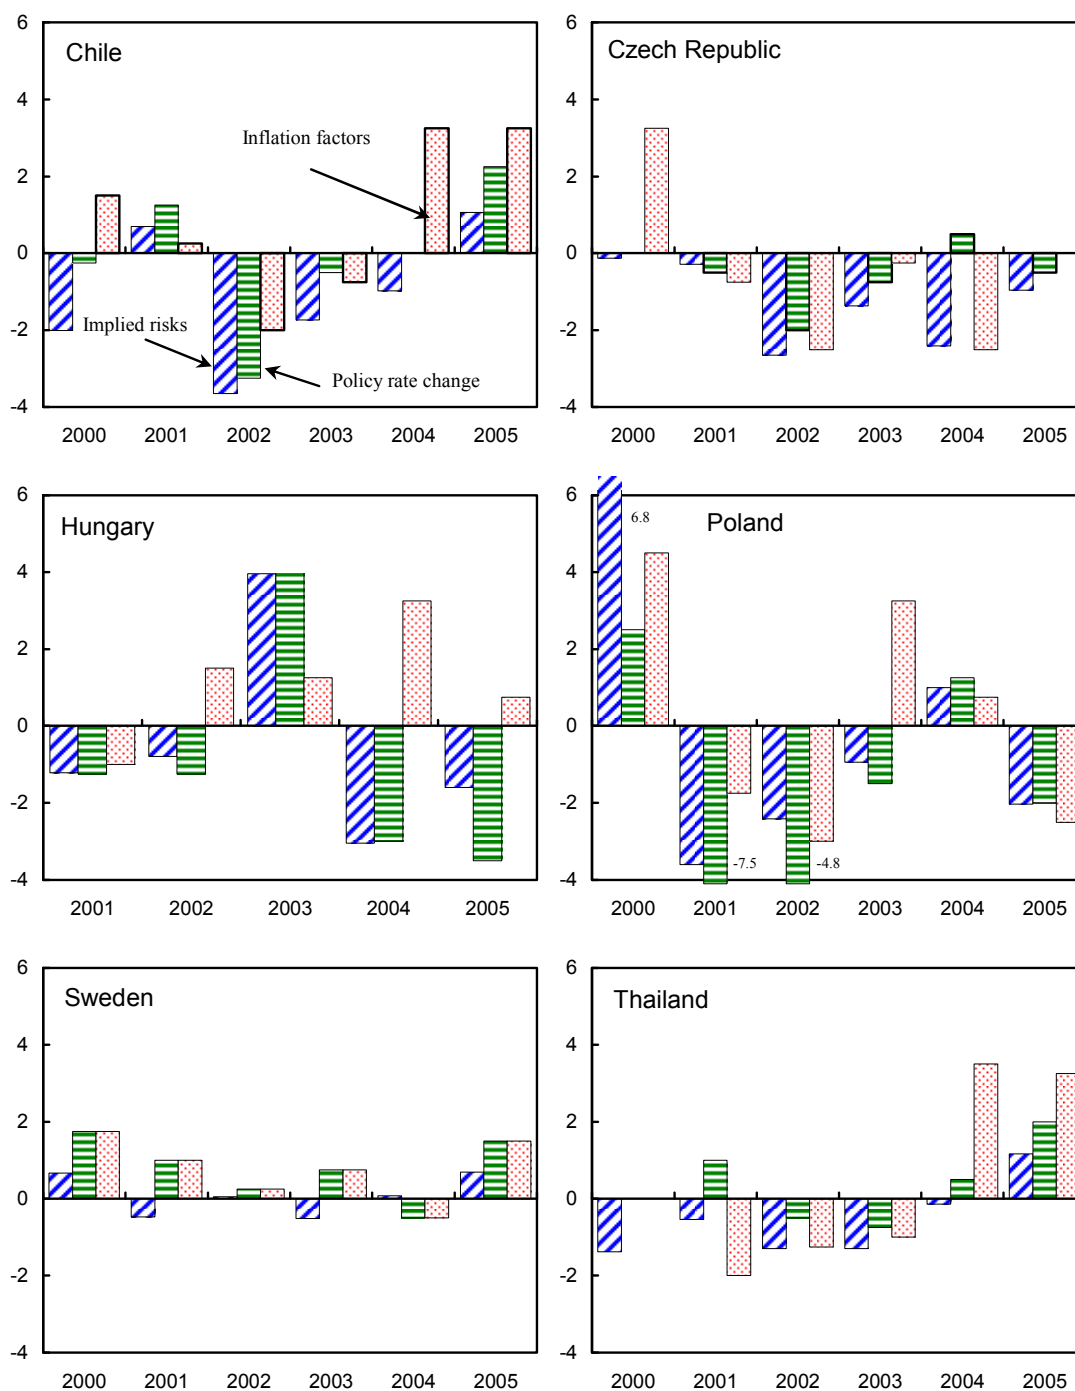 6
Chile
4
Inflation factors
2
0
Implied risks
-2
Policy rate change
-4
2000 2001 2002 2003 2004 2005
6
Czech Republic
4
2
0
-2
-4
2000 2001 2002 2003 2004 2005
6
Hungary
4
2
0
-2
-4
2001 2002 2003 2004 2005
6
6.8
Poland
4
2
0
-2
-7.5 -4.8
-4
2000 2001 2002 2003 2004 2005
6
Sweden
4
2
0
-2
-4
2000 2001 2002 2003 2004 2005
6
Thailand
4
2
0
-2
-4
2000 2001 2002 2003 2004 2005